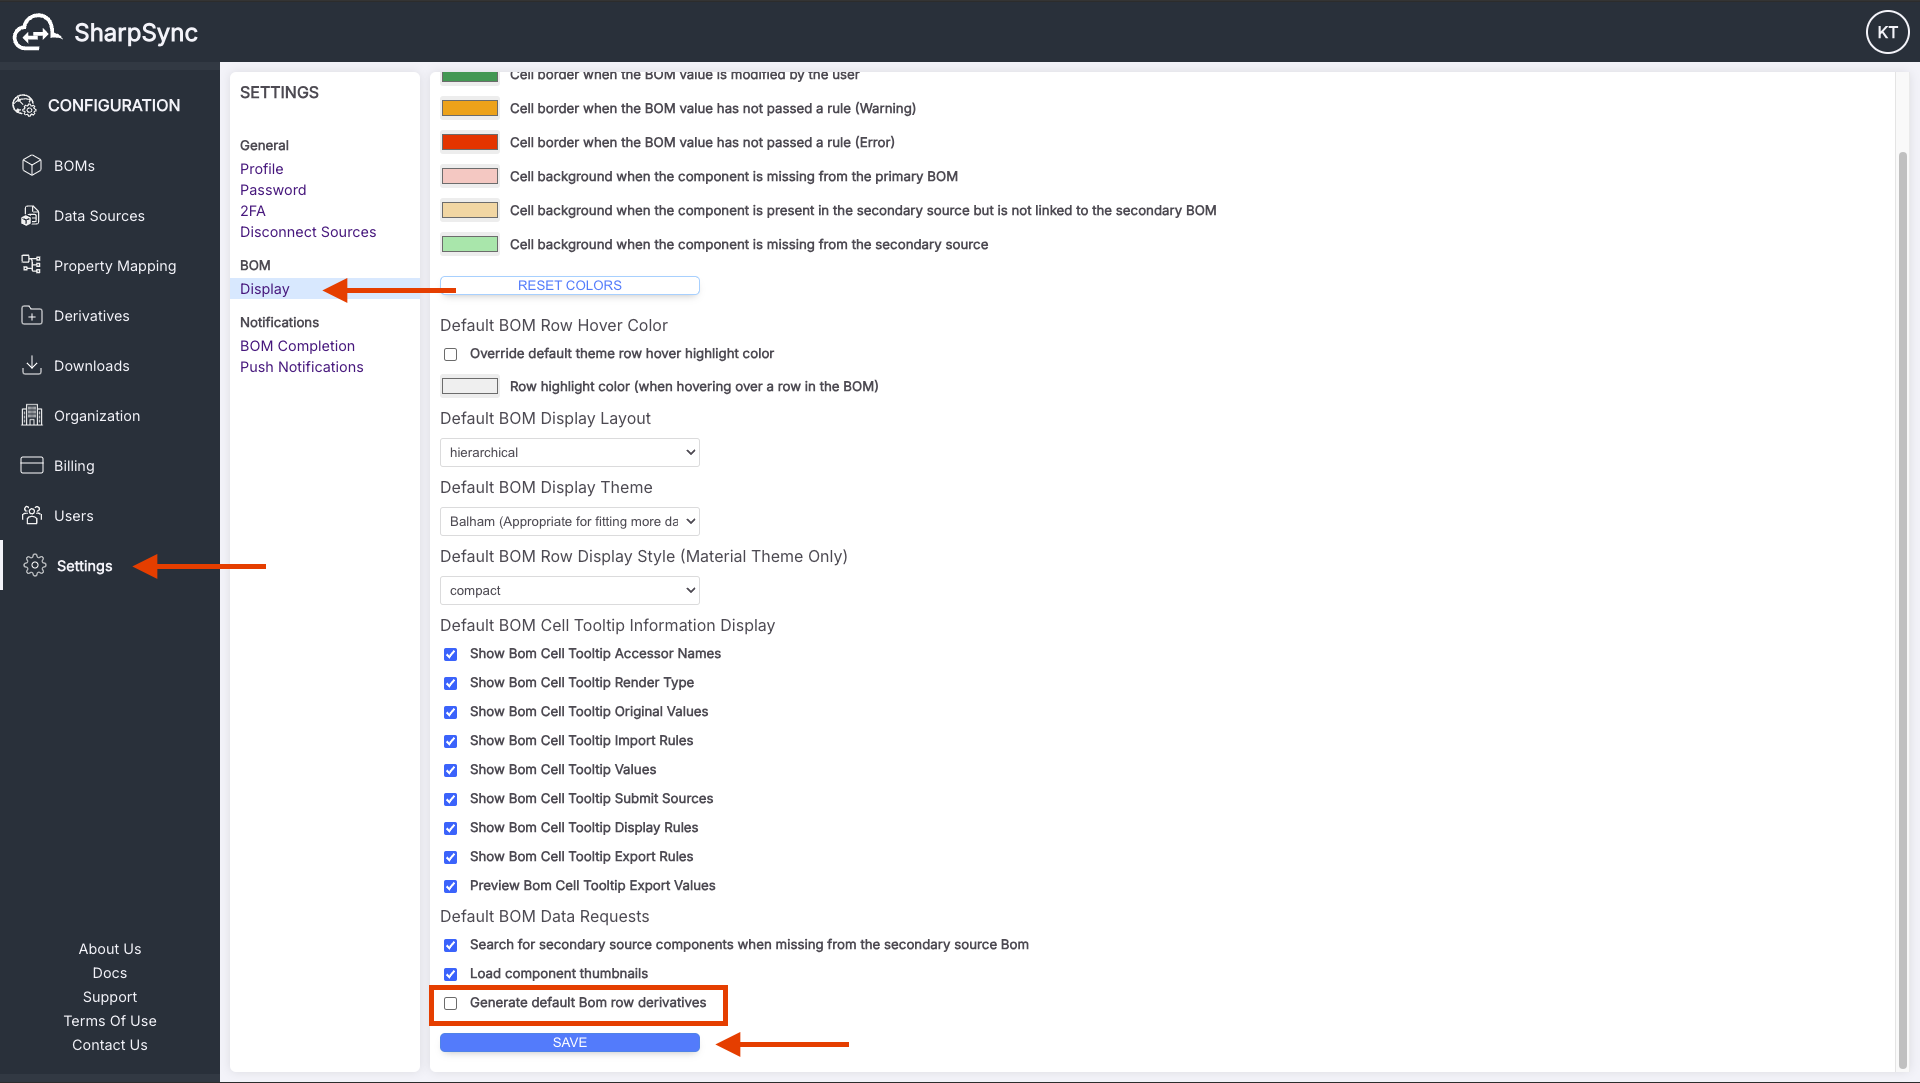 SharpSync
KT
CONFIGURATION
BOMs
Data Sources
Property Mapping
Derivatives
Downloads
Organization
Billing
Users
Settings
About Us
Docs
Support
Terms Of Use
Contact Us
SETTINGS
General
Profile
Password
2FA
Disconnect Sources
BOM
Display
Notifications
BOM Completion
Push Notifications
Cell border when the BOM value is modified by the user
Cell border when the BOM value has not passed a rule (Warning)
Cell border when the BOM value has not passed a rule (Error)
Cell background when the component is missing from the primary BOM
Cell background when the component is present in the secondary source but is not linked to the secondary BOM
Cell background when the component is missing from the secondary source
RESET COLORS
Default BOM Row Hover Color
Override default theme row hover highlight color
Row highlight color (when hovering over a row in the BOM)
Default BOM Display Layout
hierarchical
Default BOM Display Theme
Balham (Appropriate for fitting more da
Default BOM Row Display Style (Material Theme Only)
compact
Default BOM Cell Tooltip Information Display
Show Bom Cell Tooltip Accessor Names
Show Bom Cell Tooltip Render Type
Show Bom Cell Tooltip Original Values
Show Bom Cell Tooltip Import Rules
Show Bom Cell Tooltip Values
Show Bom Cell Tooltip Submit Sources
Show Bom Cell Tooltip Display Rules
Show Bom Cell Tooltip Export Rules
Preview Bom Cell Tooltip Export Values
Default BOM Data Requests
Search for secondary source components when missing from the secondary source Bom
Load component thumbnails
Generate default Bom row derivatives
SAVE